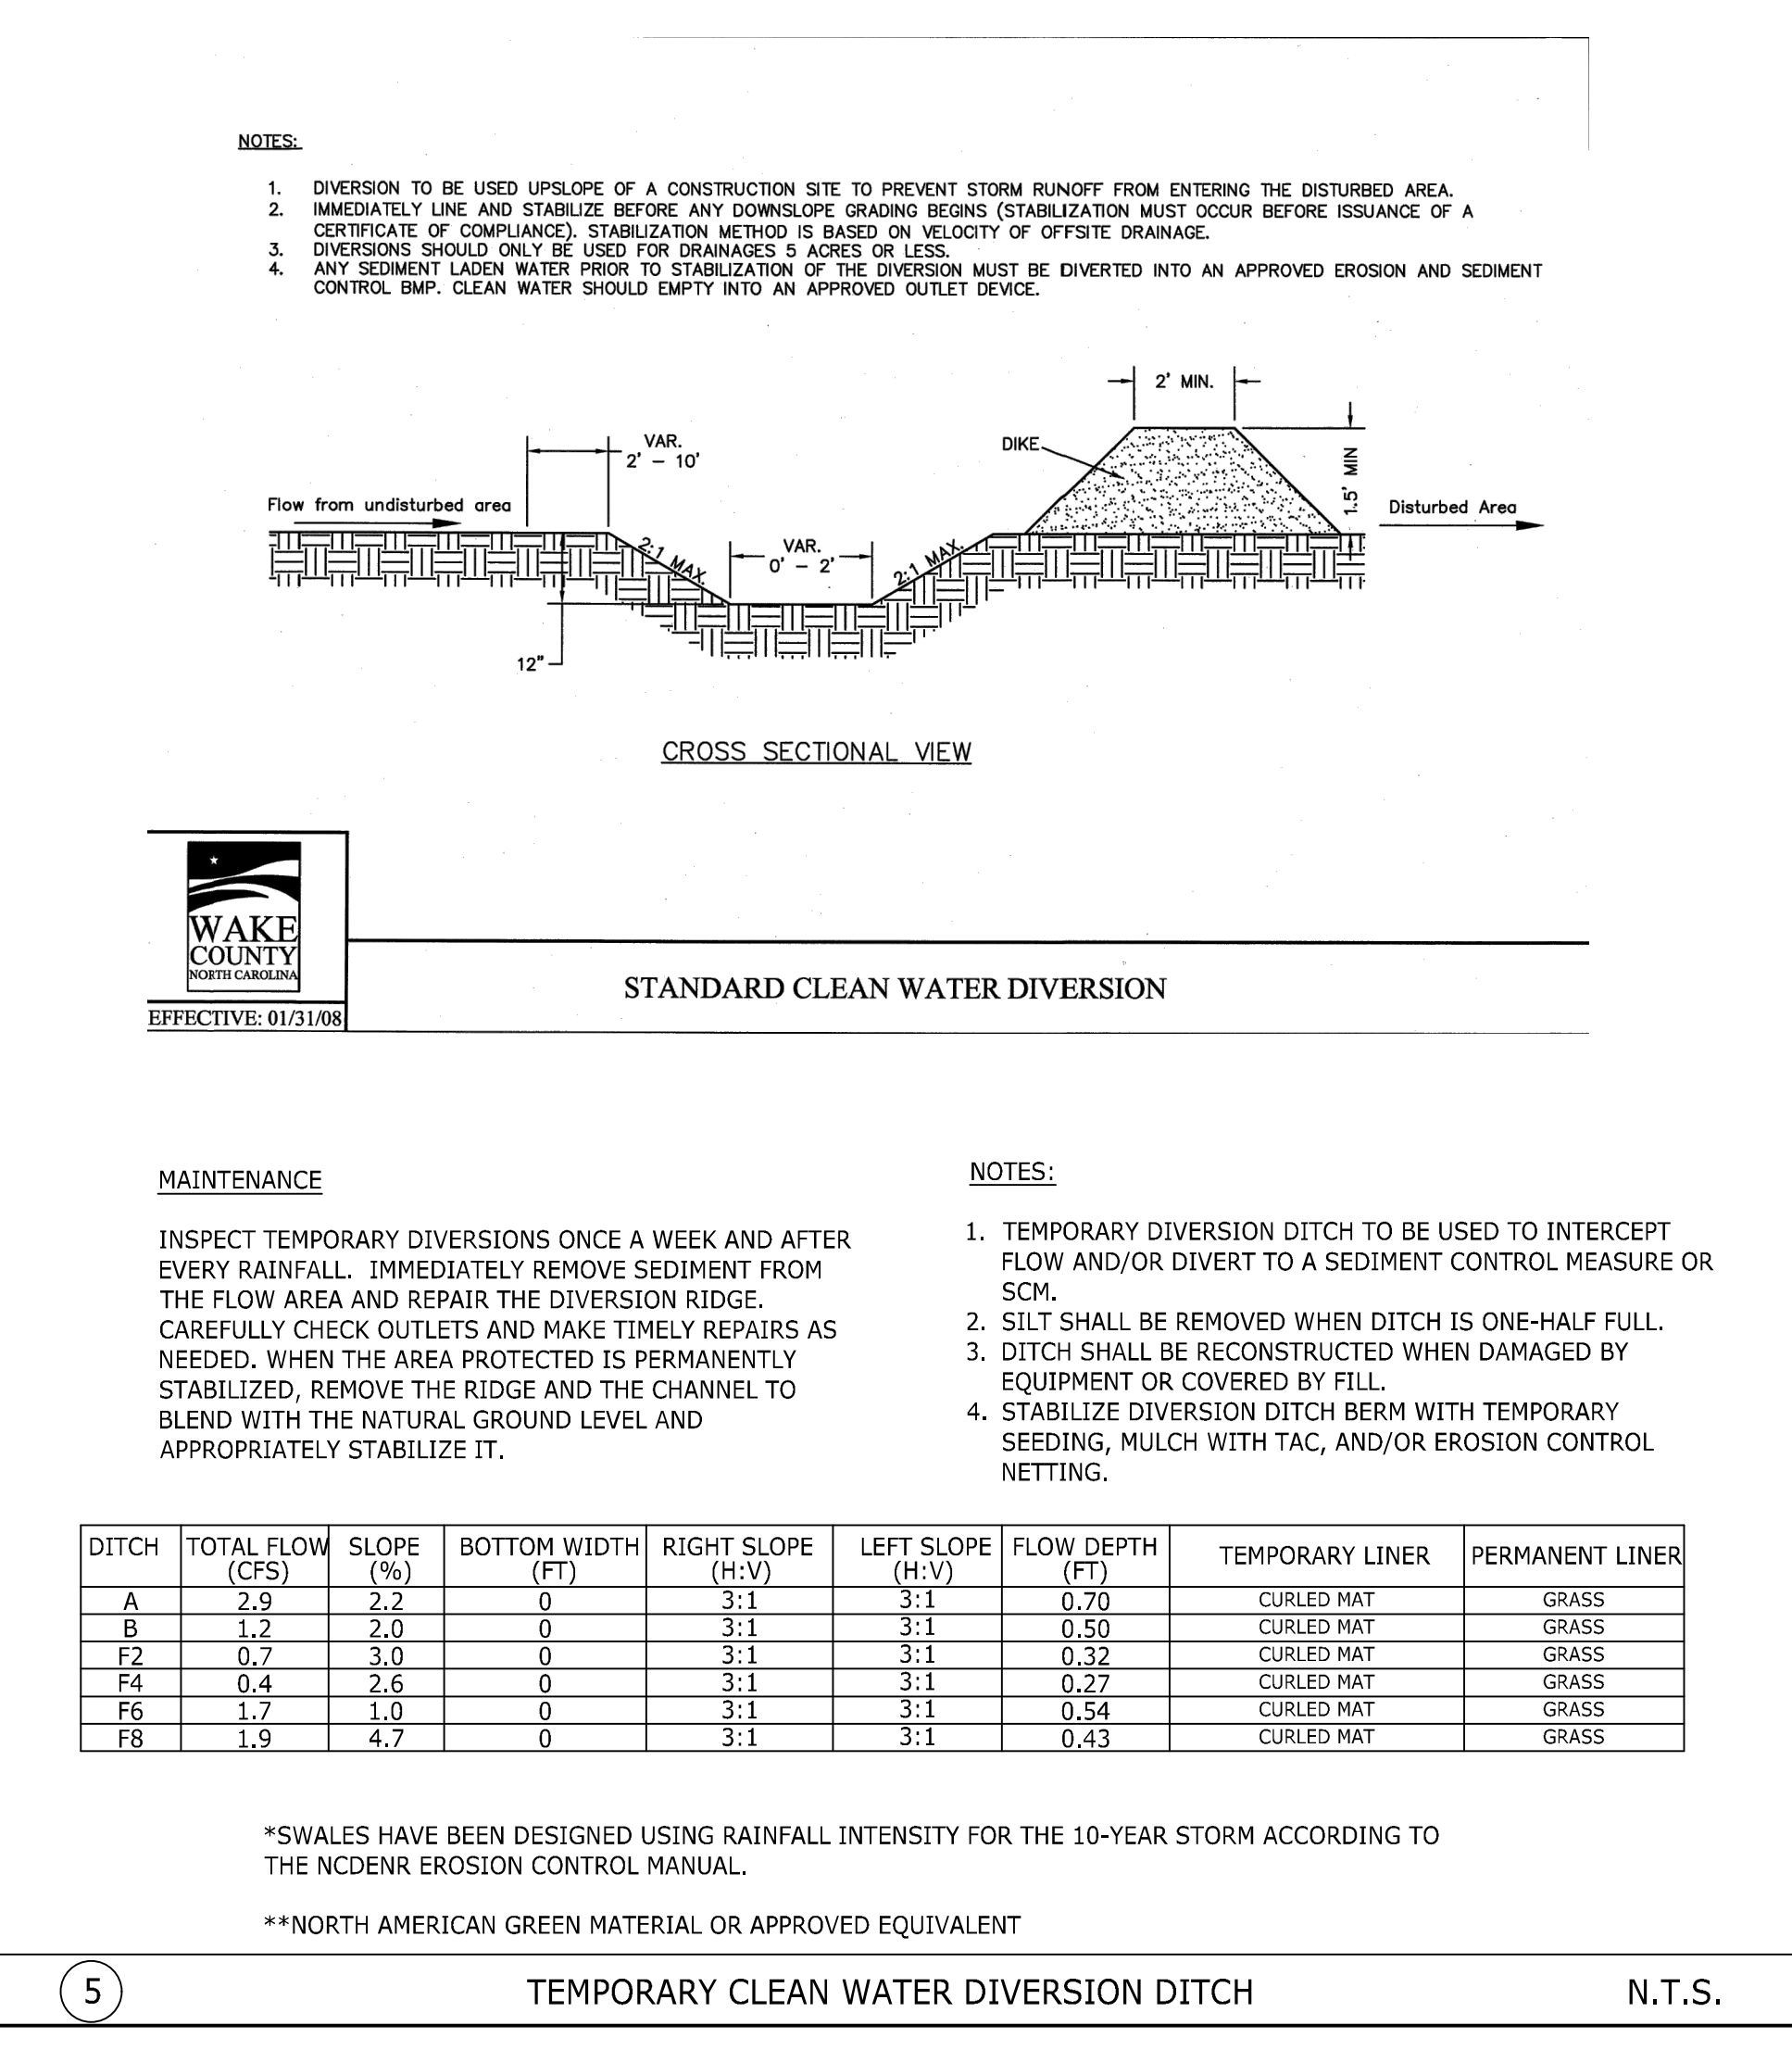 NOTES:
1. DIVERSION TO BE USED UPSLOPE OF A CONSTRUCTION SITE TO PREVENT STORM RUNOFF FROM ENTERING THE DISTURBED AREA.
2. IMMEDIATELY LINE AND STABILIZE BEFORE ANY DOWNSLOPE GRADING BEGINS (STABILIZATION MUST OCCUR BEFORE ISSUANCE OF A
CERTIFICATE OF COMPLIANCE). STABILIZATION METHOD IS BASED ON VELOCITY OF OFFSITE DRAINAGE.
3. DIVERSIONS SHOULD ONLY BE USED FOR DRAINAGES 5 ACRES OR LESS.
4. ANY SEDIMENT LADEN WATER PRIOR TO STABILIZATION OF THE DIVERSION MUST BE DIVERTED INTO AN APPROVED EROSION AND SEDIMENT
CONTROL BMP. CLEAN WATER SHOULD EMPTY INTO AN APPROVED OUTLET DEVICE.
2' MIN.
VAR.
2' – 10'
DIKE
1.5' MIN
Flow from undisturbed area
Disturbed Area
2:1 MAX.
VAR.
0' – 2'
2:1 MAX.
12"
CROSS SECTIONAL VIEW
WAKE
COUNTY
NORTH CAROLINA
EFFECTIVE: 01/31/08
STANDARD CLEAN WATER DIVERSION
MAINTENANCE
INSPECT TEMPORARY DIVERSIONS ONCE A WEEK AND AFTER
EVERY RAINFALL. IMMEDIATELY REMOVE SEDIMENT FROM
THE FLOW AREA AND REPAIR THE DIVERSION RIDGE.
CAREFULLY CHECK OUTLETS AND MAKE TIMELY REPAIRS AS
NEEDED. WHEN THE AREA PROTECTED IS PERMANENTLY
STABILIZED, REMOVE THE RIDGE AND THE CHANNEL TO
BLEND WITH THE NATURAL GROUND LEVEL AND
APPROPRIATELY STABILIZE IT.
NOTES:
1. TEMPORARY DIVERSION DITCH TO BE USED TO INTERCEPT
FLOW AND/OR DIVERT TO A SEDIMENT CONTROL MEASURE OR
SCM.
2. SILT SHALL BE REMOVED WHEN DITCH IS ONE-HALF FULL.
3. DITCH SHALL BE RECONSTRUCTED WHEN DAMAGED BY
EQUIPMENT OR COVERED BY FILL.
4. STABILIZE DIVERSION DITCH BERM WITH TEMPORARY
SEEDING, MULCH WITH TAC, AND/OR EROSION CONTROL
NETTING.
DITCH TOTAL FLOW (CFS) SLOPE (%) BOTTOM WIDTH (FT) RIGHT SLOPE (H:V) LEFT SLOPE (H:V) FLOW DEPTH (FT) TEMPORARY LINER PERMANENT LINER
A 2.9 2.2 0 3:1 3:1 0.70 CURLED MAT GRASS
B 1.2 2.0 0 3:1 3:1 0.50 CURLED MAT GRASS
F2 0.7 3.0 0 3:1 3:1 0.32 CURLED MAT GRASS
F4 0.4 2.6 0 3:1 3:1 0.27 CURLED MAT GRASS
F6 1.7 1.0 0 3:1 3:1 0.54 CURLED MAT GRASS
F8 1.9 4.7 0 3:1 3:1 0.43 CURLED MAT GRASS
*SWALES HAVE BEEN DESIGNED USING RAINFALL INTENSITY FOR THE 10-YEAR STORM ACCORDING TO
THE NCDENR EROSION CONTROL MANUAL.
**NORTH AMERICAN GREEN MATERIAL OR APPROVED EQUIVALENT
5 TEMPORARY CLEAN WATER DIVERSION DITCH N.T.S.